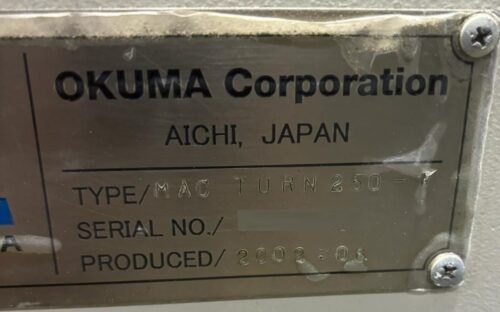 OKUMA Corporation
AICHI, JAPAN
TYPE/MAC TURN 250-
SERIAL NO./
PRODUCED/
A